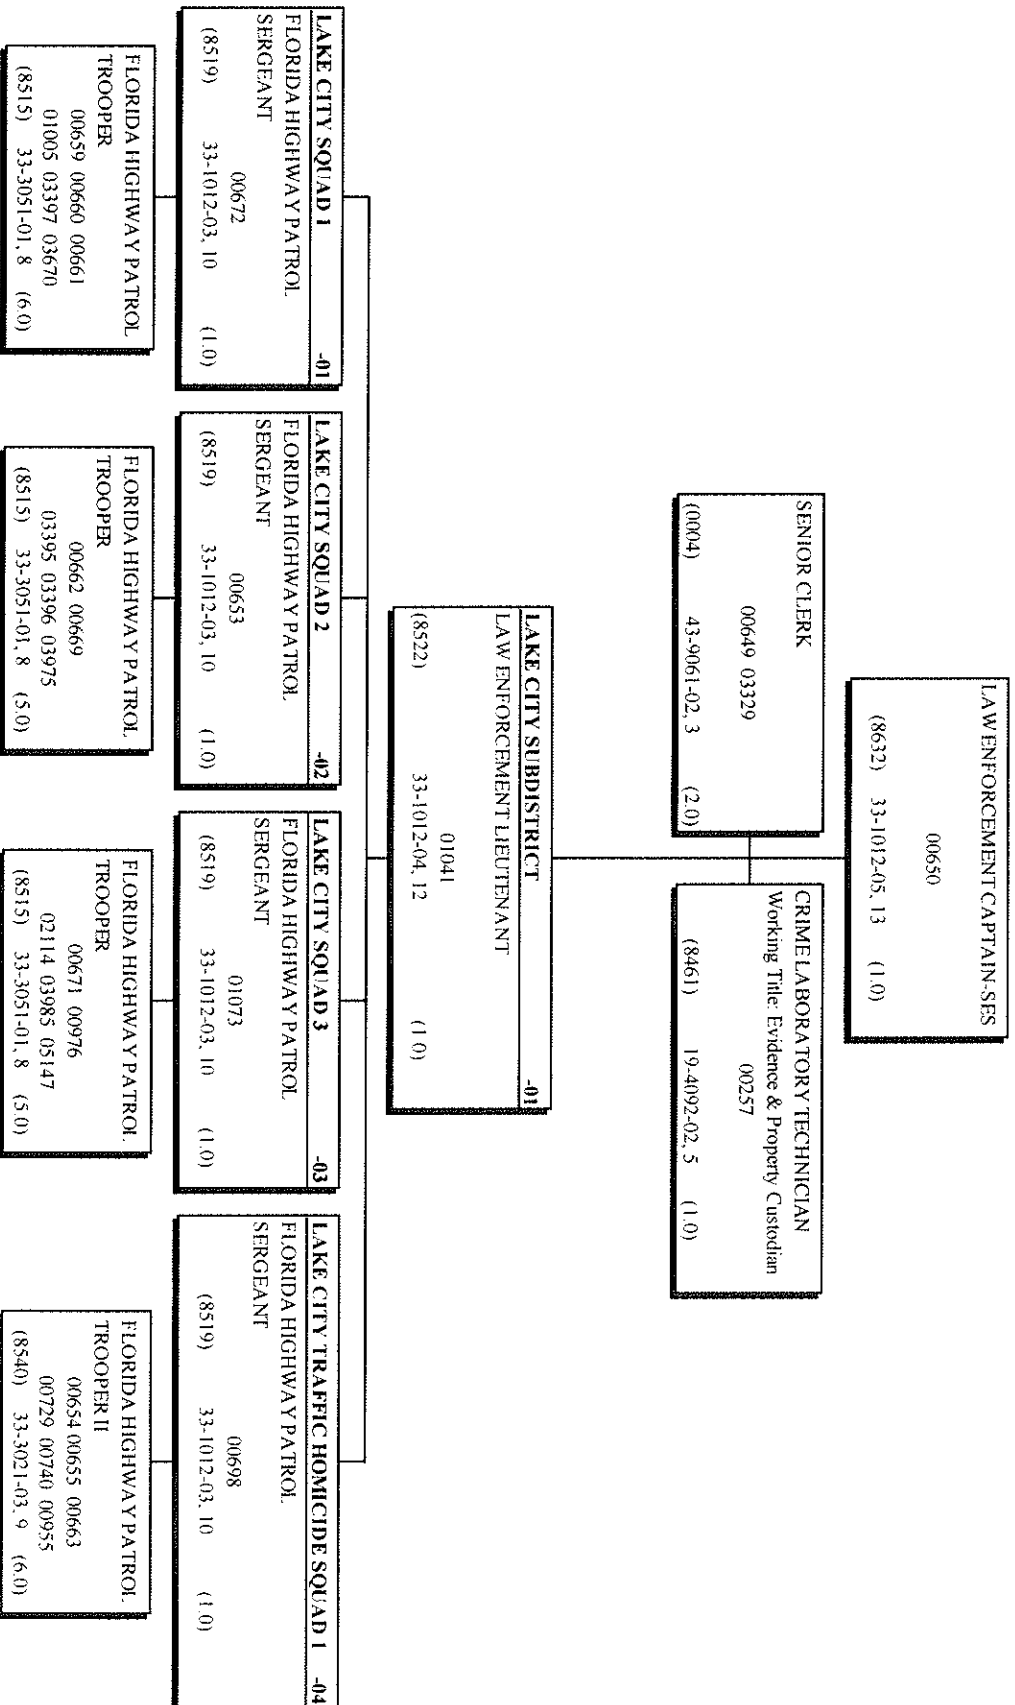 LAW ENFORCEMENT CAPTAIN-SES
00650
(8632) 33-1012-05, 13 (1.0)
SENIOR CLERK
00649 03329
(0004) 43-9061-02, 3 (2.0)
CRIME LABORATORY TECHNICIAN
Working Title: Evidence & Property Custodian
00257
(8461) 19-4092-02, 5 (1.0)
LAKE CITY SUBDISTRICT -01
LAW ENFORCEMENT LIEUTENANT
01041
(8522) 33-1012-04, 12 (1.0)
LAKE CITY SQUAD 1 -01
FLORIDA HIGHWAY PATROL
SERGEANT
00672
(8519) 33-1012-03, 10 (1.0)
LAKE CITY SQUAD 2 -02
FLORIDA HIGHWAY PATROL
SERGEANT
00653
(8519) 33-1012-03, 10 (1.0)
LAKE CITY SQUAD 3 -03
FLORIDA HIGHWAY PATROL
SERGEANT
01073
(8519) 33-1012-03, 10 (1.0)
LAKE CITY TRAFFIC HOMICIDE SQUAD 1 -04
FLORIDA HIGHWAY PATROL
SERGEANT
00698
(8519) 33-1012-03, 10 (1.0)
FLORIDA HIGHWAY PATROL
TROOPER
00659 00660 00661
01005 03397 03670
(8515) 33-3051-01, 8 (6.0)
FLORIDA HIGHWAY PATROL
TROOPER
00662 00669
03395 03396 03975
(8515) 33-3051-01, 8 (5.0)
FLORIDA HIGHWAY PATROL
TROOPER
00671 00976
02114 03985 05147
(8515) 33-3051-01, 8 (5.0)
FLORIDA HIGHWAY PATROL
TROOPER II
00654 00655 00663
00729 00740 00955
(8540) 33-3021-03, 9 (6.0)